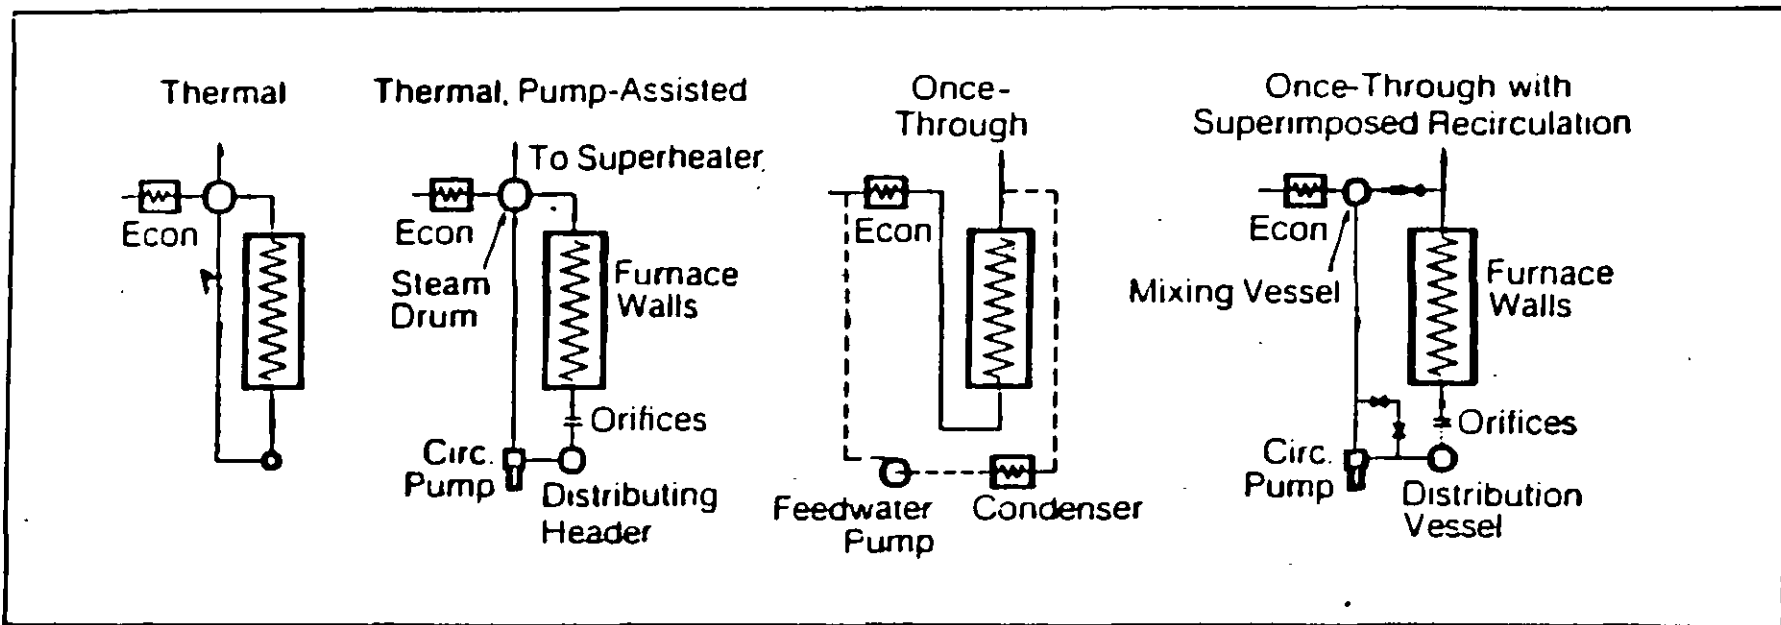 Thermal
Econ
Thermal, Pump-Assisted
To Superheater
Econ
Steam
Drum
Furnace
Walls
Orifices
Circ.
Pump
Distributing
Header
Once-
Through
Econ
Feedwater
Pump
Condenser
Once-Through with
Superimposed Recirculation
Econ
Mixing Vessel
Furnace
Walls
Orifices
Circ.
Pump
Distribution
Vessel